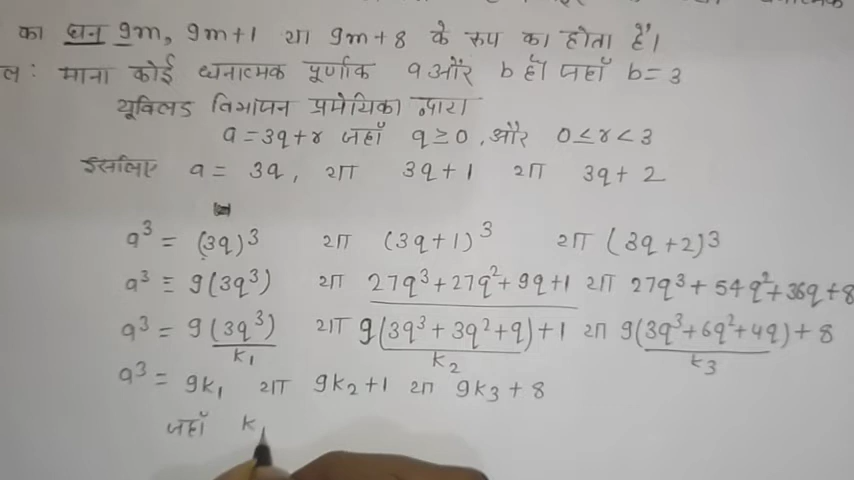 का घन 9m, 9m+1 या 9m+8 के रूप का होता है।
ल: माना कोई धनात्मक पूर्णाक a और b है। जहाँ b=3
यूक्लिड विभाजन प्रमेयिका द्वारा
a=3q+r जहाँ q≥0, और 0≤r<3
इसलिए a= 3q, या 3q+1 या 3q+2
a³ = (3q)³ या (3q+1)³ या (3q+2)³
a³ = 9(3q³) या 27q³+27q²+9q+1 या 27q³+54q²+36q+8
a³ = 9(3q³) या 9(3q³+3q²+q)+1 या 9(3q³+6q²+4q)+8
k₁ k₂ k₃
a³ = 9k₁ या 9k₂+1 या 9k₃+8
जहाँ k